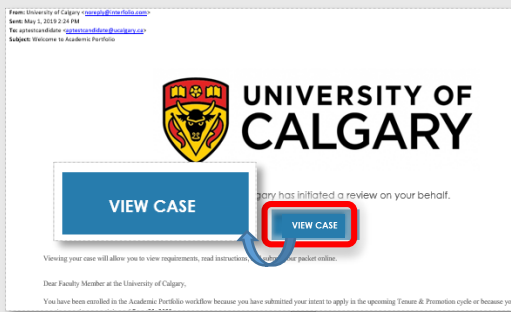 From: University of Calgary <noreply@interfolio.com>
Sent: May 1, 2019 2:24 PM
To: aptestcandidate <aptestcandidate@ucalgary.ca>
Subject: Welcome to Academic Portfolio
UNIVERSITY OF
CALGARY
gary has initiated a review on your behalf.
VIEW CASE
VIEW CASE
Viewing your case will allow you to view requirements, read instructions, submit your packet online.
Dear Faculty Member at the University of Calgary,
You have been enrolled in the Academic Portfolio workflow because you have submitted your intent to apply in the upcoming Tenure & Promotion cycle or because yo